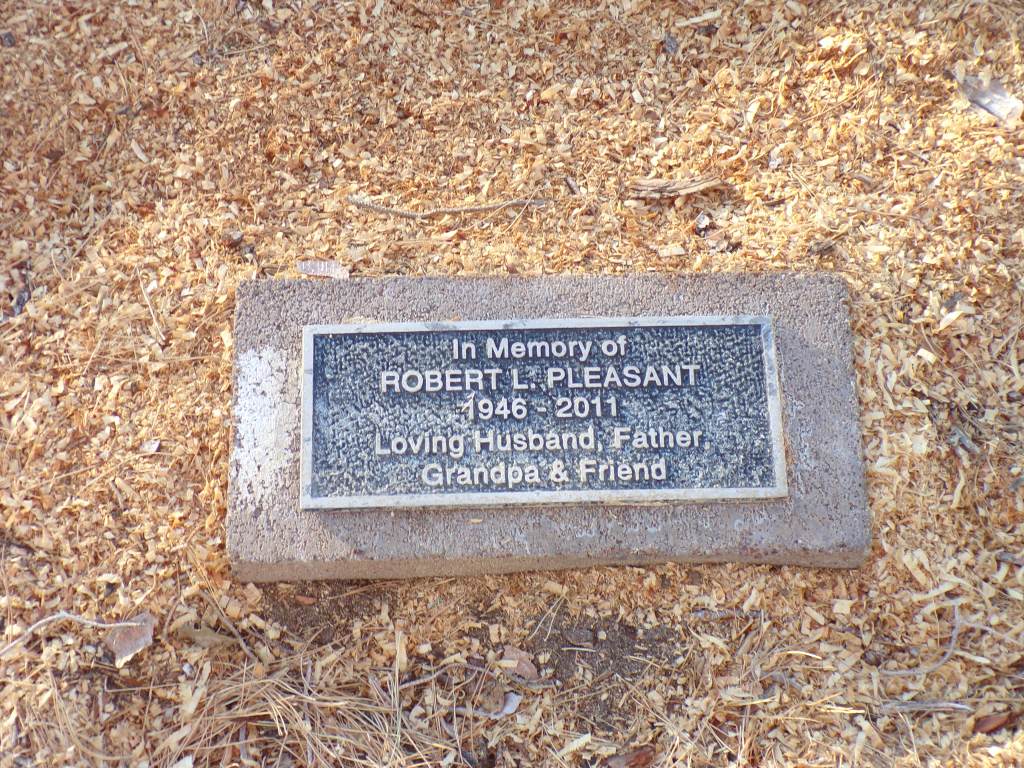 In Memory of
ROBERT L. PLEASANT
1946 - 2011
Loving Husband, Father,
Grandpa & Friend